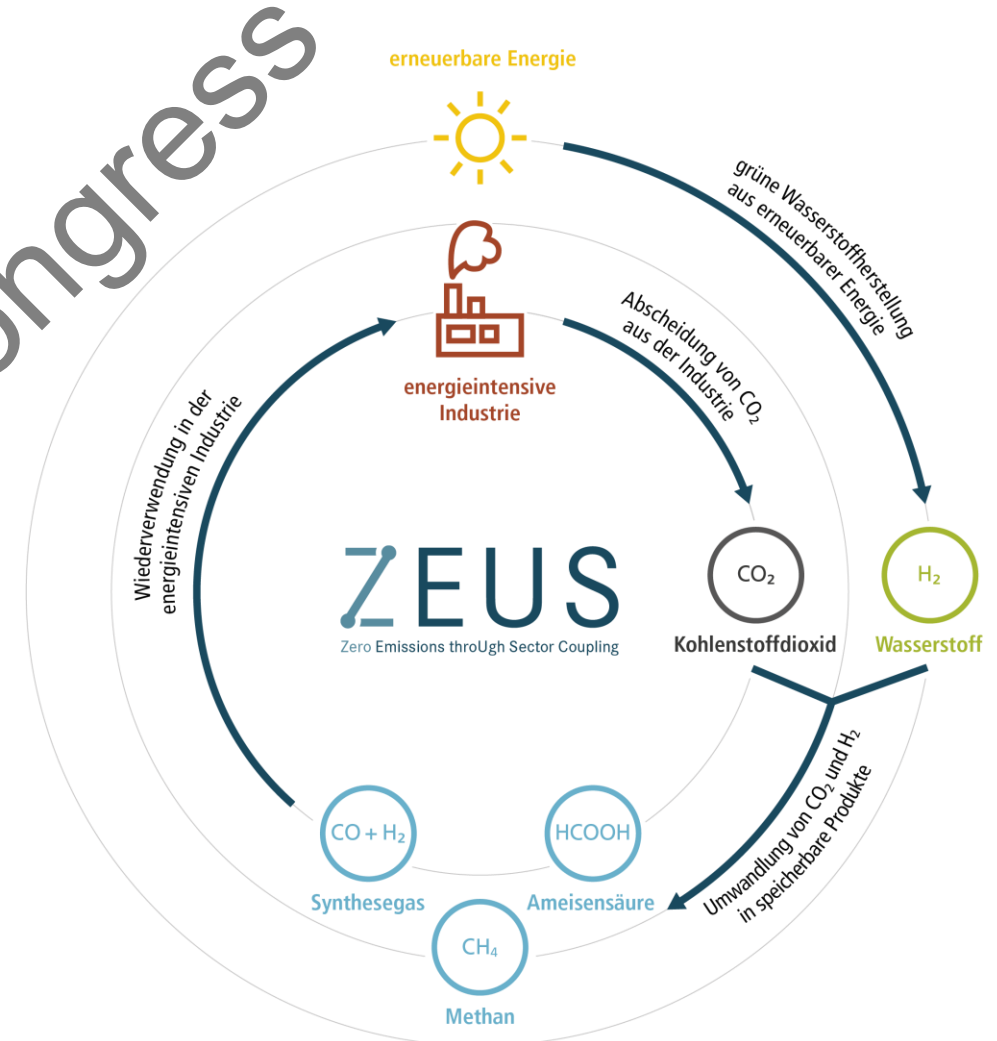 ongress
erneuerbare Energie
grüne Wasserstoffherstellung
aus erneuerbarer Energie
Abscheidung von CO₂
aus der Industrie
energieintensive
Industrie
Wiederverwendung in der
energieintensiven Industrie
ZEUS
Zero Emissions throUgh Sector Coupling
CO₂
Kohlenstoffdioxid
H₂
Wasserstoff
Umwandlung von CO₂ und H₂
in speicherbare Produkte
CO + H₂
Synthesegas
HCOOH
Ameisensäure
CH₄
Methan